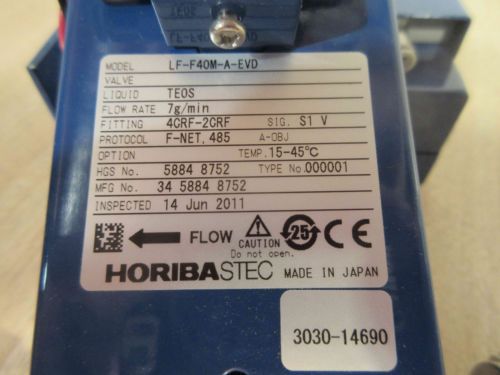 MODEL LF-F40M-A-EVD
VALVE
LIQUID TEOS
FLOW RATE 7g/min
FITTING 4CRF-2CRF SIG. S1 V
PROTOCOL F-NET, 485 A-OBJ
OPTION TEMP. 15-45℃
HGS No. 5884 8752 TYPE No. 000001
MFG No. 34 5884 8752
INSPECTED 14 Jun 2011
FLOW CAUTION 25 CE
Do not open.
HORIBASTEC MADE IN JAPAN
3030-14690